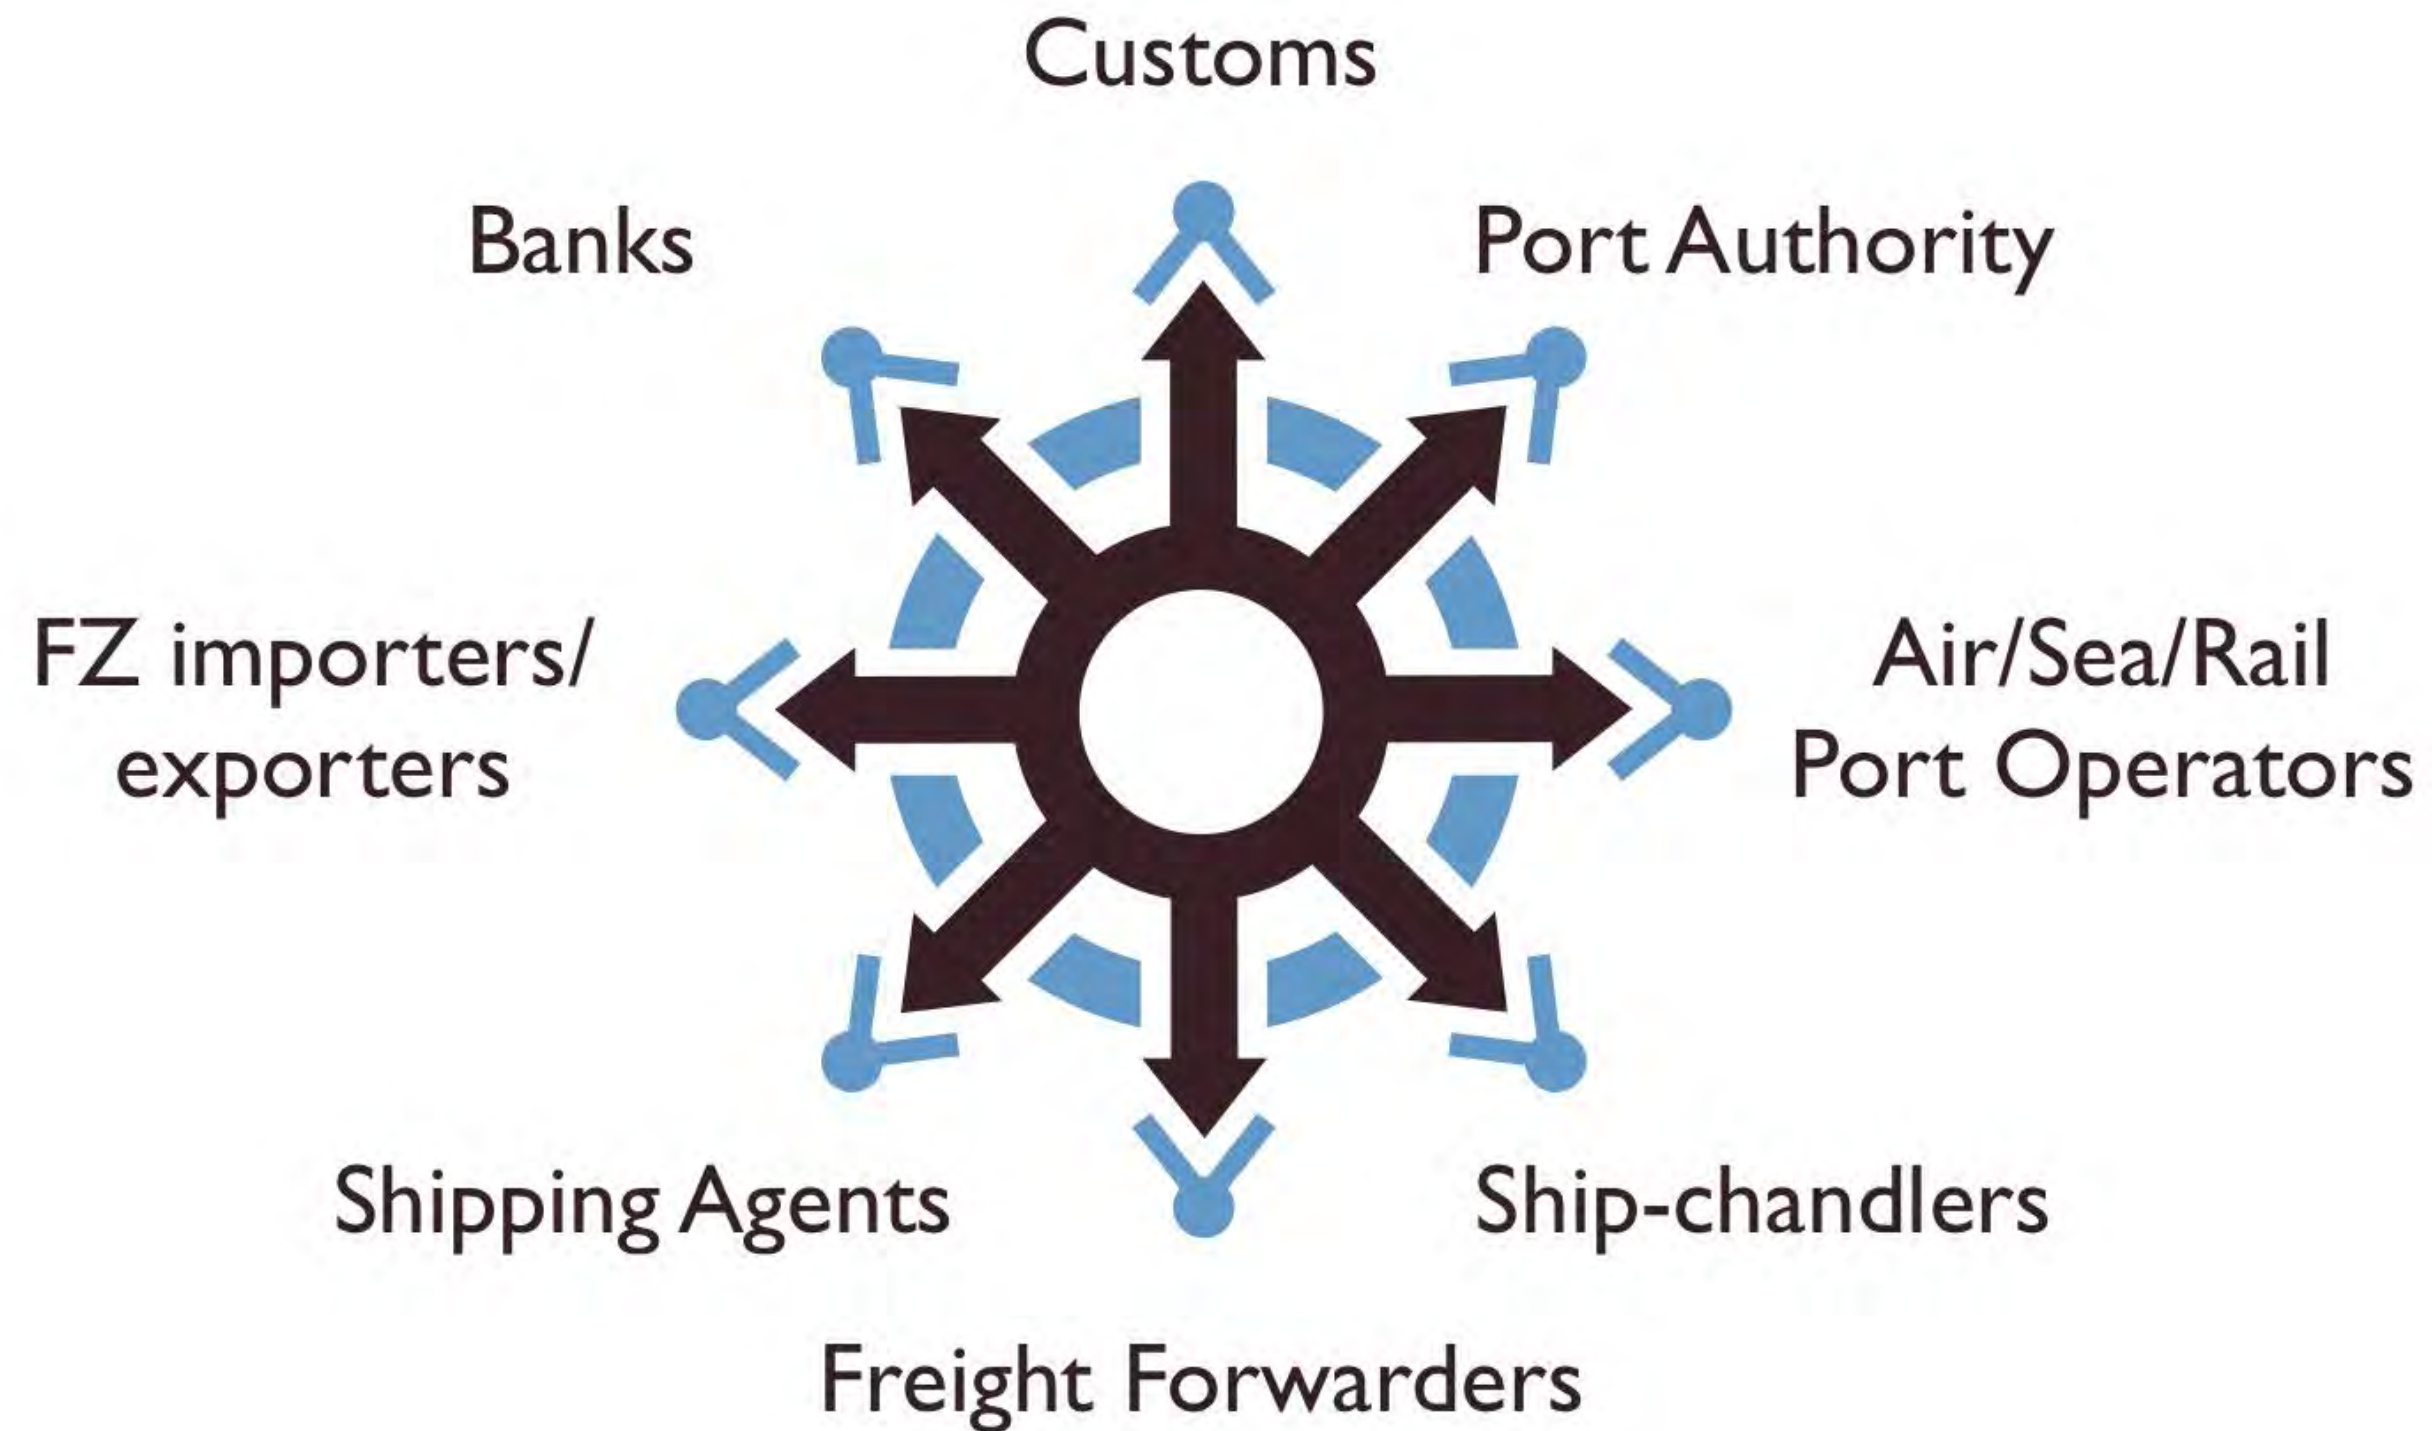 Customs
Banks
Port Authority
FZ importers/
exporters
Air/Sea/Rail
Port Operators
Shipping Agents
Ship-chandlers
Freight Forwarders